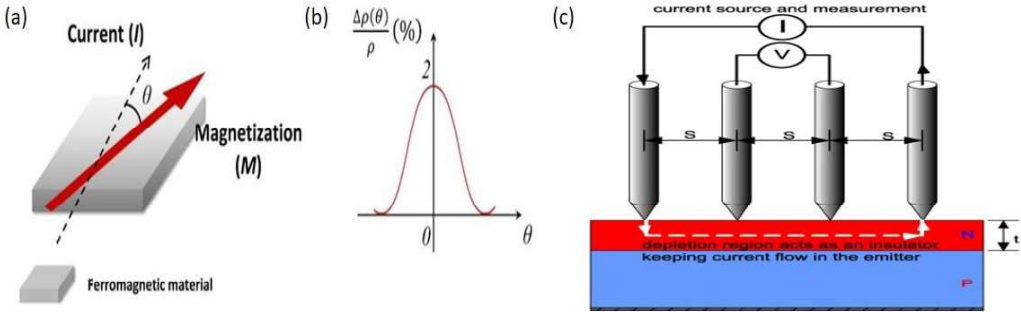 (a)
Current (I)
θ
Magnetization
(M)
Ferromagnetic material
(b)
Δρ(θ)
ρ
(%)
2
0
θ
(c)
current source and measurement
I
V
S
S
S
N
t
depletion region acts as an insulator
keeping current flow in the emitter
P